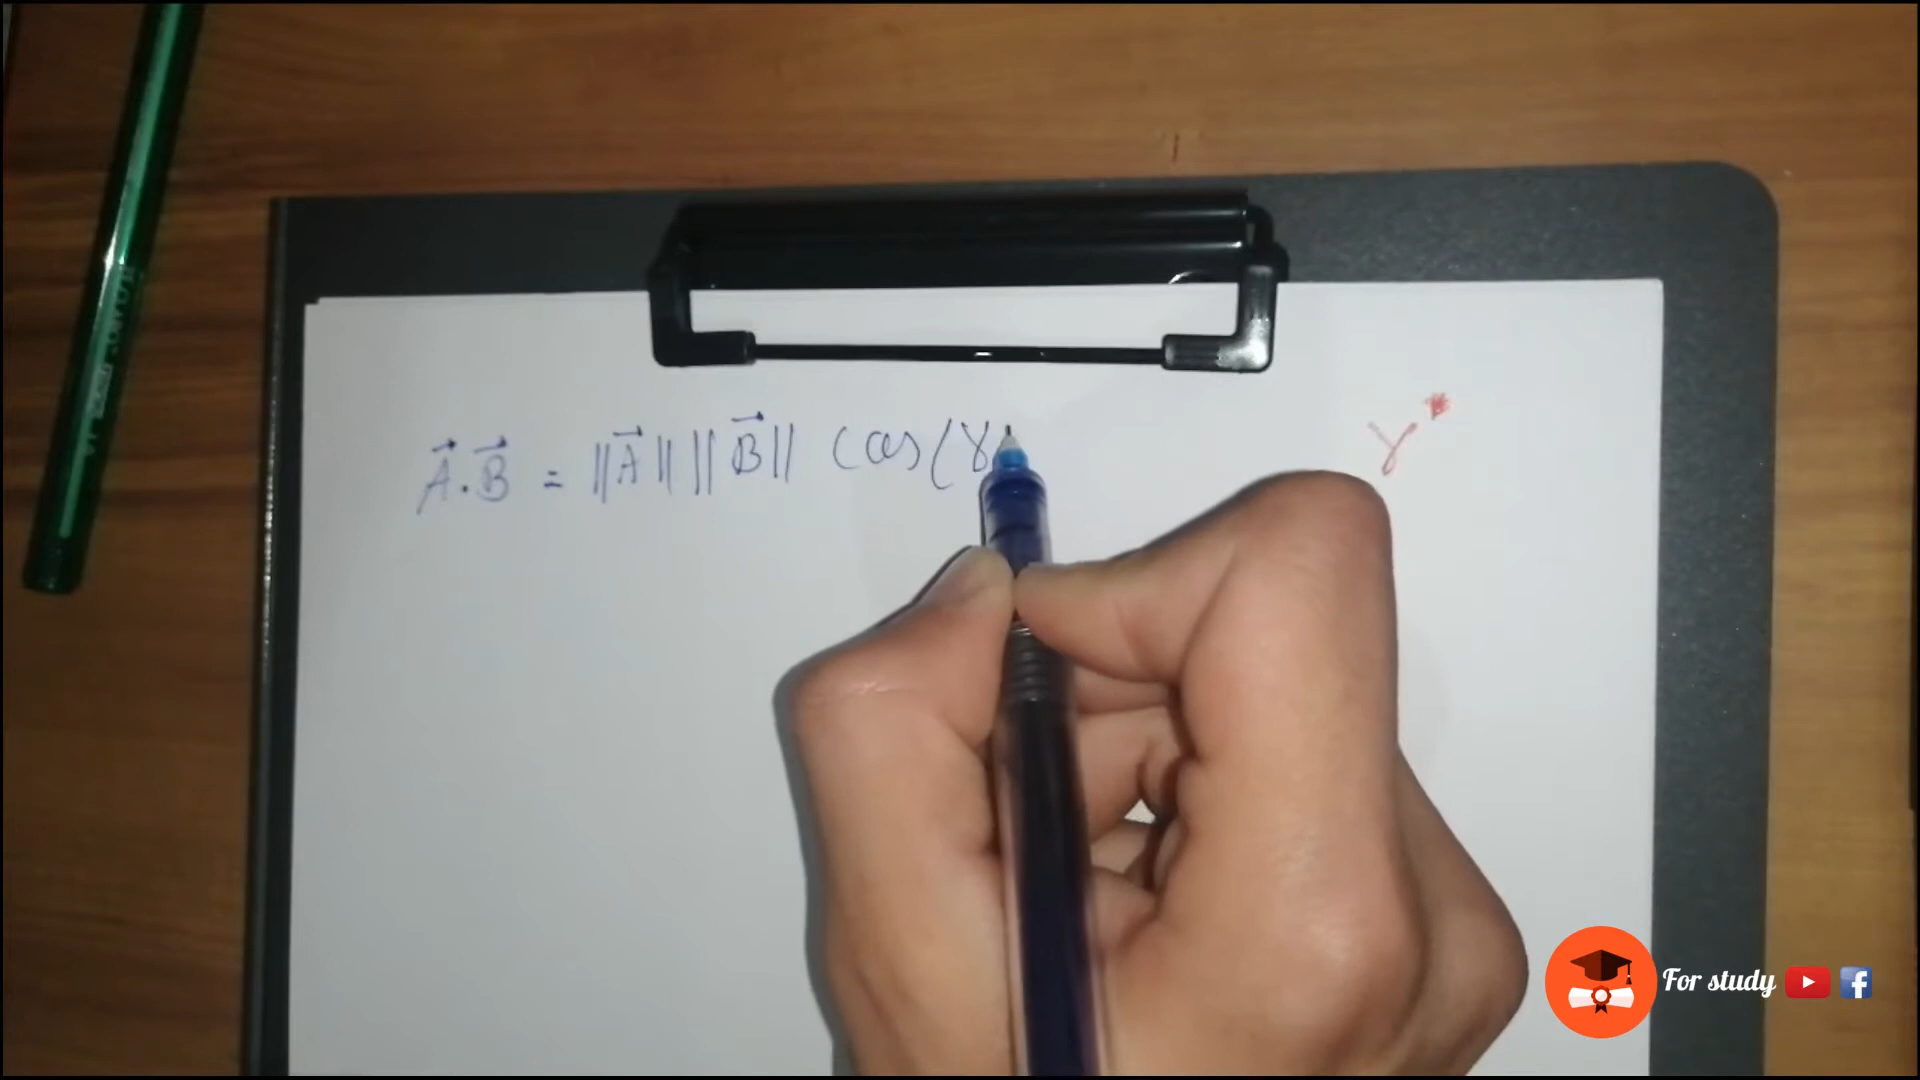 A⃗.B⃗ = ||A⃗|| ||B⃗|| cos(γ
γ
For study